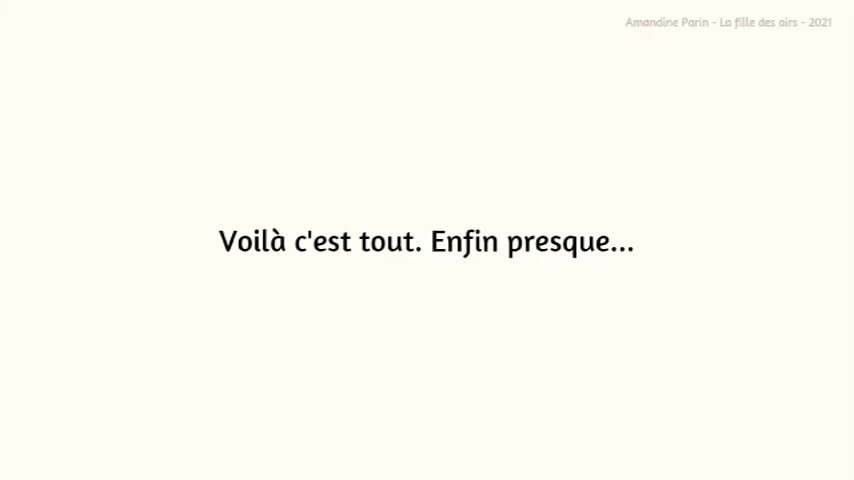 Amandine Parin - La fille des airs - 2021
Voilà c'est tout. Enfin presque...